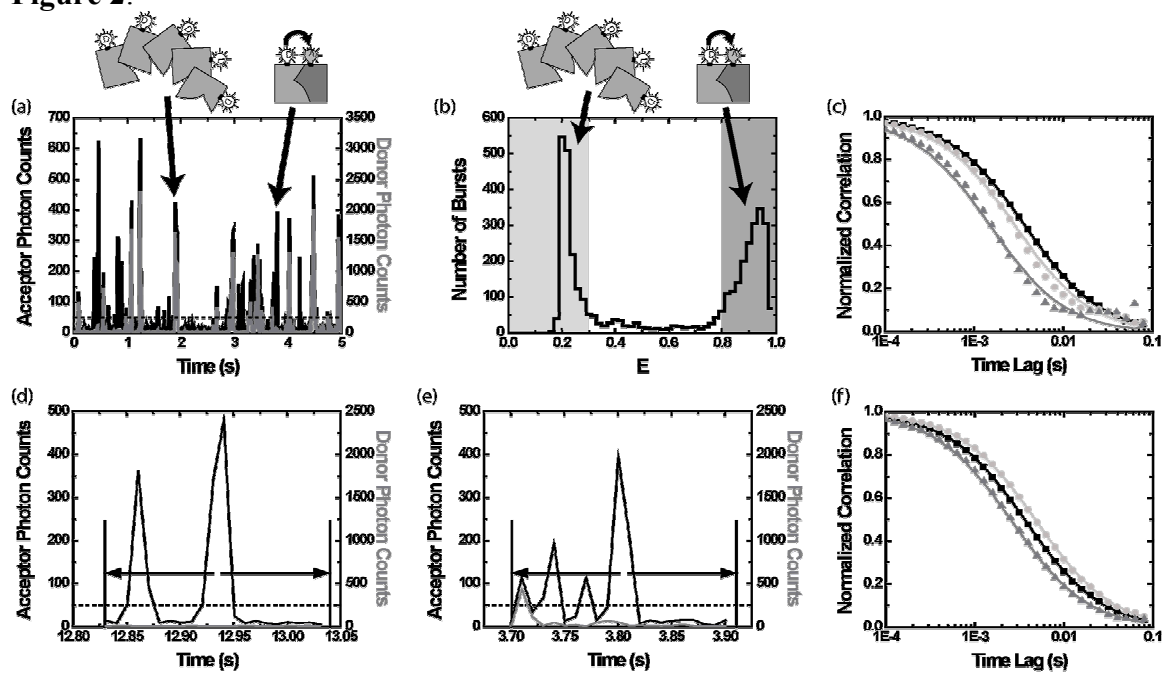 Figure 2.
D D D D D
D A
D D D D D
D A
(a)
700
600
500
400
300
200
100
0
3500
3000
2500
2000
1500
1000
500
0
Acceptor Photon Counts
Donor Photon Counts
0 1 2 3 4 5
Time (s)
(b)
600
500
400
300
200
100
0
Number of Bursts
0.0 0.2 0.4 0.6 0.8 1.0
E
(c)
1.0
0.8
0.6
0.4
0.2
0.0
Normalized Correlation
1E-4 1E-3 0.01 0.1
Time Lag (s)
(d)
500
400
300
200
100
0
2500
2000
1500
1000
500
0
Acceptor Photon Counts
Donor Photon Counts
12.80 12.85 12.90 12.95 13.00 13.05
Time (s)
(e)
500
400
300
200
100
0
2500
2000
1500
1000
500
0
Acceptor Photon Counts
Donor Photon Counts
3.70 3.75 3.80 3.85 3.90
Time (s)
(f)
1.0
0.8
0.6
0.4
0.2
0.0
Normalized Correlation
1E-4 1E-3 0.01 0.1
Time Lag (s)